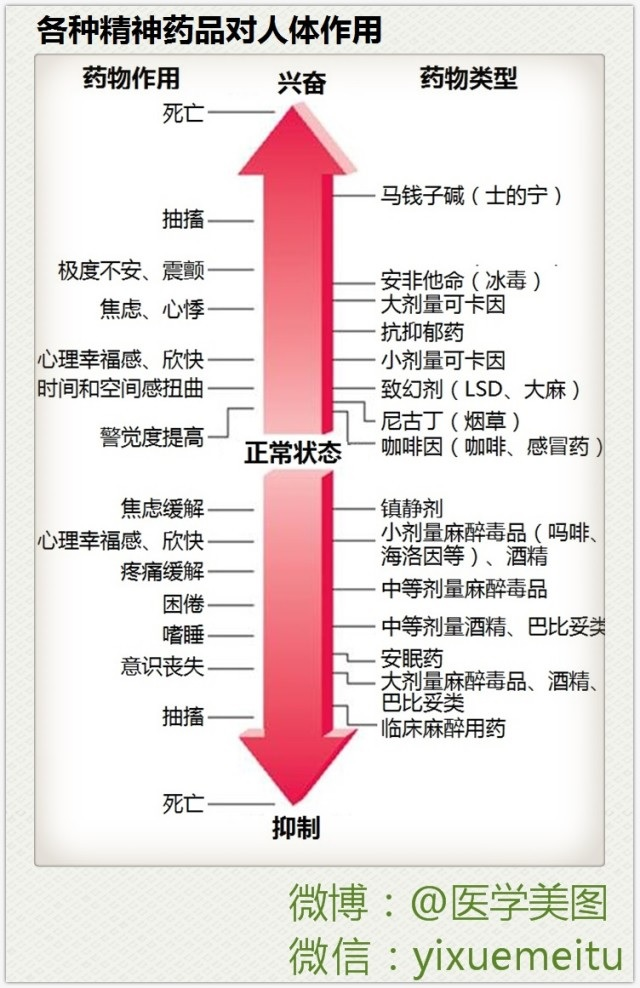 各种精神药品对人体作用
药物作用
兴奋
药物类型
死亡
抽搐
极度不安、震颤
焦虑、心悸
心理幸福感、欣快
时间和空间感扭曲
警觉度提高
马钱子碱（士的宁）
安非他命（冰毒）
大剂量可卡因
抗抑郁药
小剂量可卡因
致幻剂（LSD、大麻）
尼古丁（烟草）
咖啡因（咖啡、感冒药）
正常状态
焦虑缓解
心理幸福感、欣快
疼痛缓解
困倦
嗜睡
意识丧失
抽搐
死亡
镇静剂
小剂量麻醉毒品（吗啡、
海洛因等）、酒精
中等剂量麻醉毒品
中等剂量酒精、巴比妥类
安眠药
大剂量麻醉毒品、酒精、
巴比妥类
临床麻醉用药
抑制
微博：@医学美图
微信：yixuemeitu